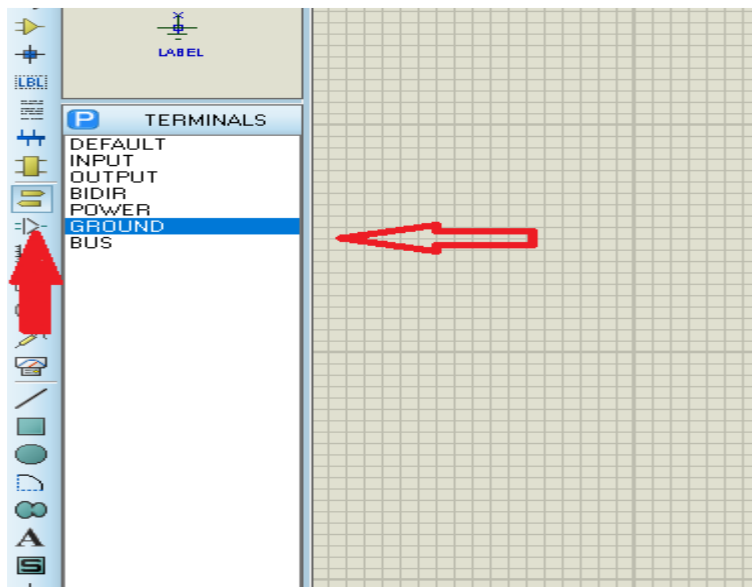 LABEL
LBL
P TERMINALS
DEFAULT
INPUT
OUTPUT
BIDIR
POWER
GROUND
BUS
A
S